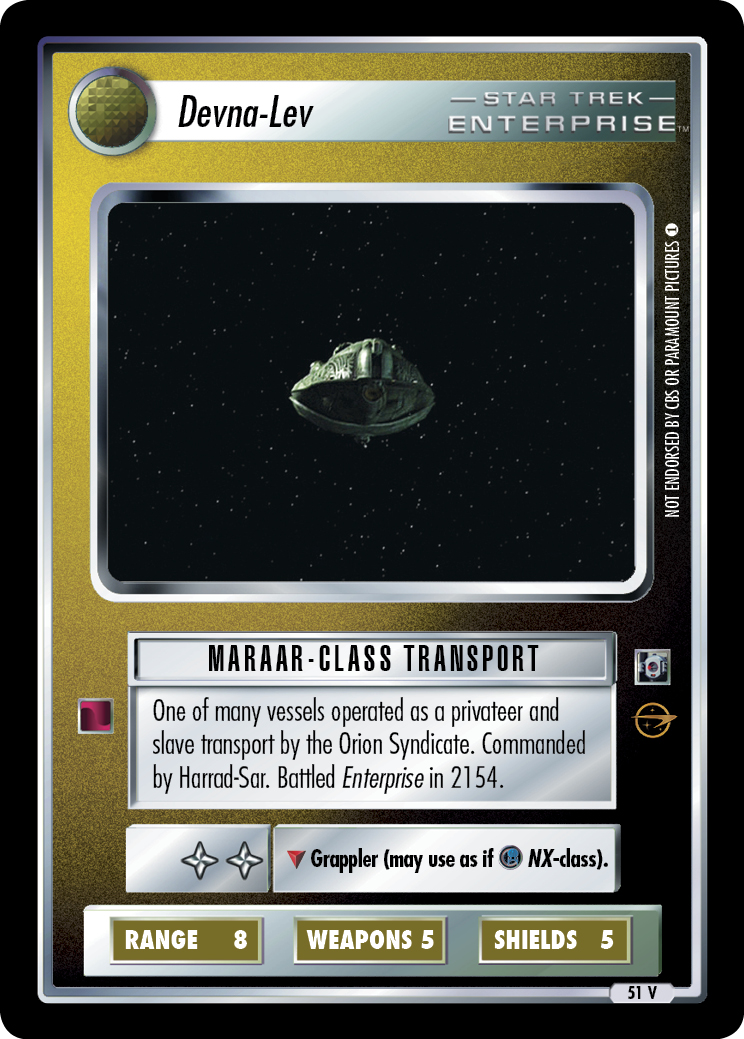 Devna-Lev
STAR TREK
ENTERPRISE™
NOT ENDORSED BY CBS OR PARAMOUNT PICTURES 1
MARAAR-CLASS TRANSPORT
One of many vessels operated as a privateer and
slave transport by the Orion Syndicate. Commanded
by Harrad-Sar. Battled Enterprise in 2154.
Grappler (may use as if NX-class).
RANGE 8
WEAPONS 5
SHIELDS 5
51 V